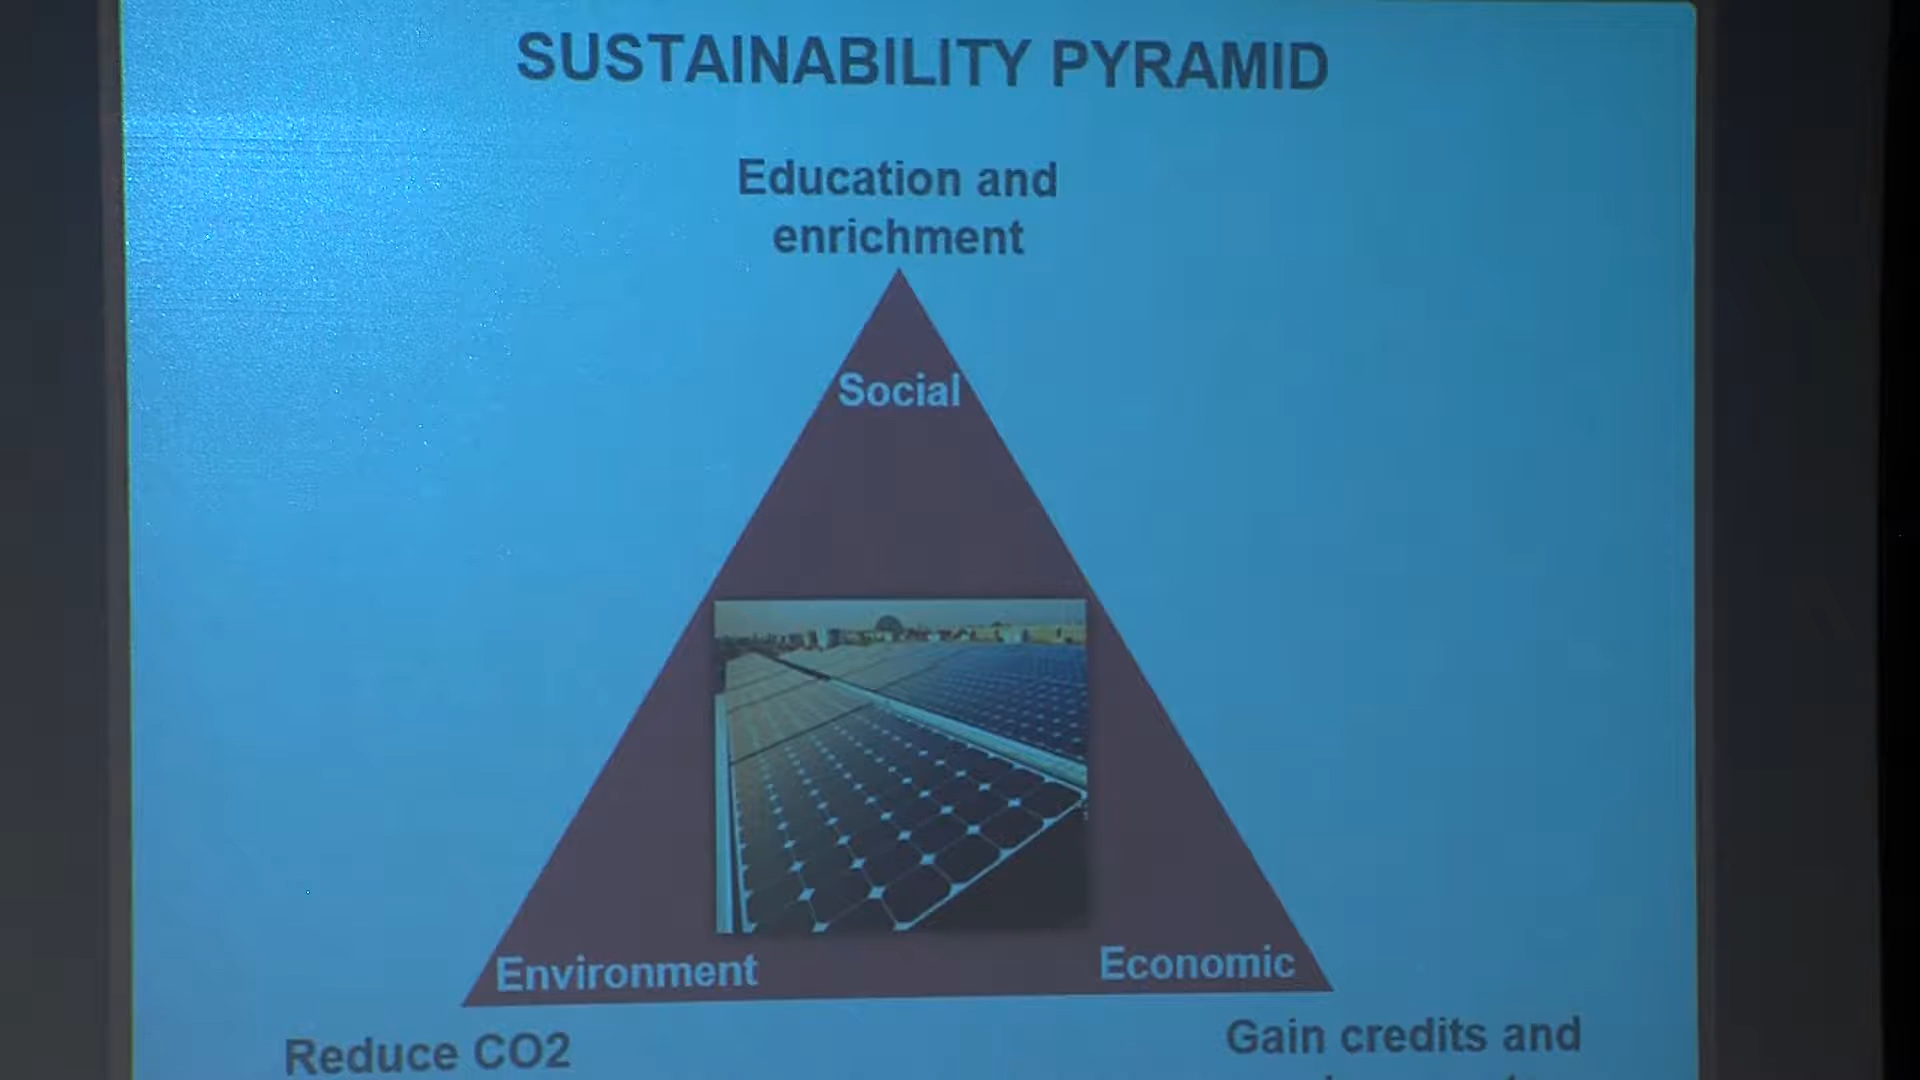 SUSTAINABILITY PYRAMID
Education and
enrichment
Social
Environment
Economic
Reduce CO2
Gain credits and